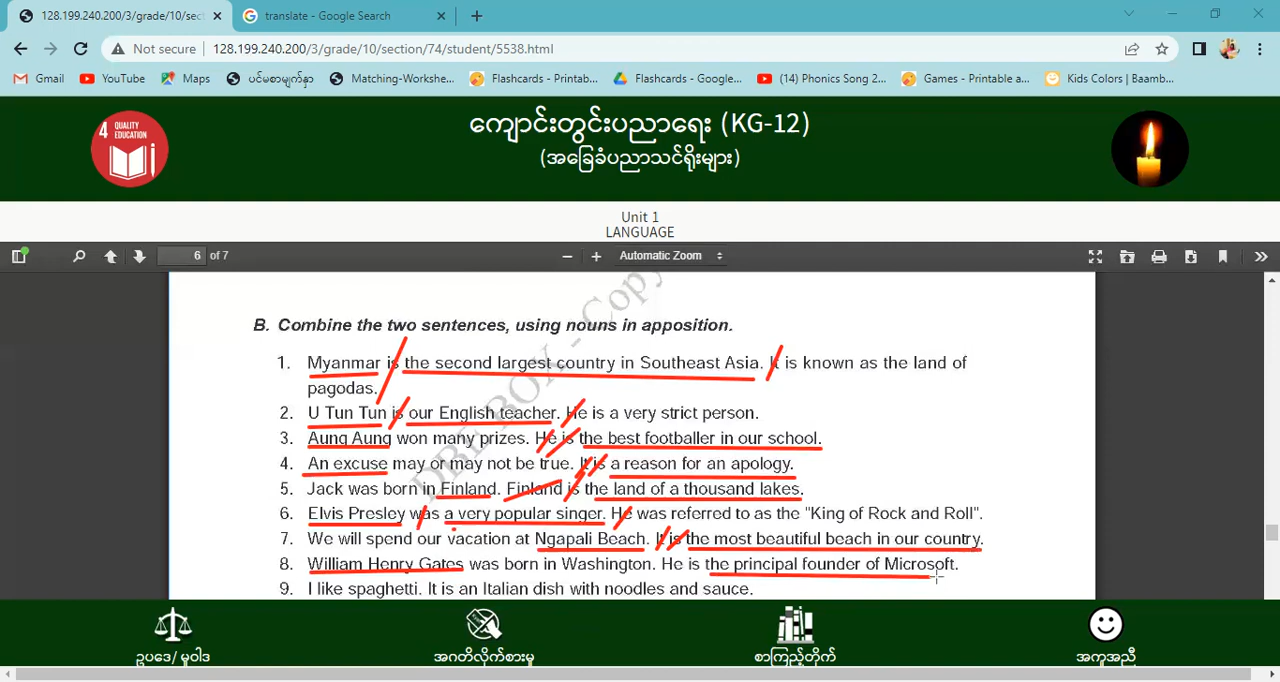 128.199.240.200/3/grade/10/sec
translate - Google Search
Not secure
128.199.240.200/3/grade/10/section/74/student/5538.html
Gmail
YouTube
Maps
ပင်မစာမျက်နှာ
Matching-Workshe...
Flashcards - Printab...
Flashcards - Google...
(14) Phonics Song 2...
Games - Printable a...
Kids Colors | Baamb...
4 QUALITY
EDUCATION
ကျောင်းတွင်းပညာရေး (KG-12)
(အခြေခံပညာသင်ရိုးများ)
Unit 1
LANGUAGE
6 of 7
Automatic Zoom
DBE BOX - Copy
B. Combine the two sentences, using nouns in apposition.
1. Myanmar is the second largest country in Southeast Asia. It is known as the land of
pagodas.
2. U Tun Tun is our English teacher. He is a very strict person.
3. Aung Aung won many prizes. He is the best footballer in our school.
4. An excuse may or may not be true. It is a reason for an apology.
5. Jack was born in Finland. Finland is the land of a thousand lakes.
6. Elvis Presley was a very popular singer. He was referred to as the "King of Rock and Roll".
7. We will spend our vacation at Ngapali Beach. It is the most beautiful beach in our country.
8. William Henry Gates was born in Washington. He is the principal founder of Microsoft.
9. I like spaghetti. It is an Italian dish with noodles and sauce.
ဥပဒေ/ မူဝါဒ
အဂတိလိုက်စားမှု
စာကြည့်တိုက်
အကူအညီ